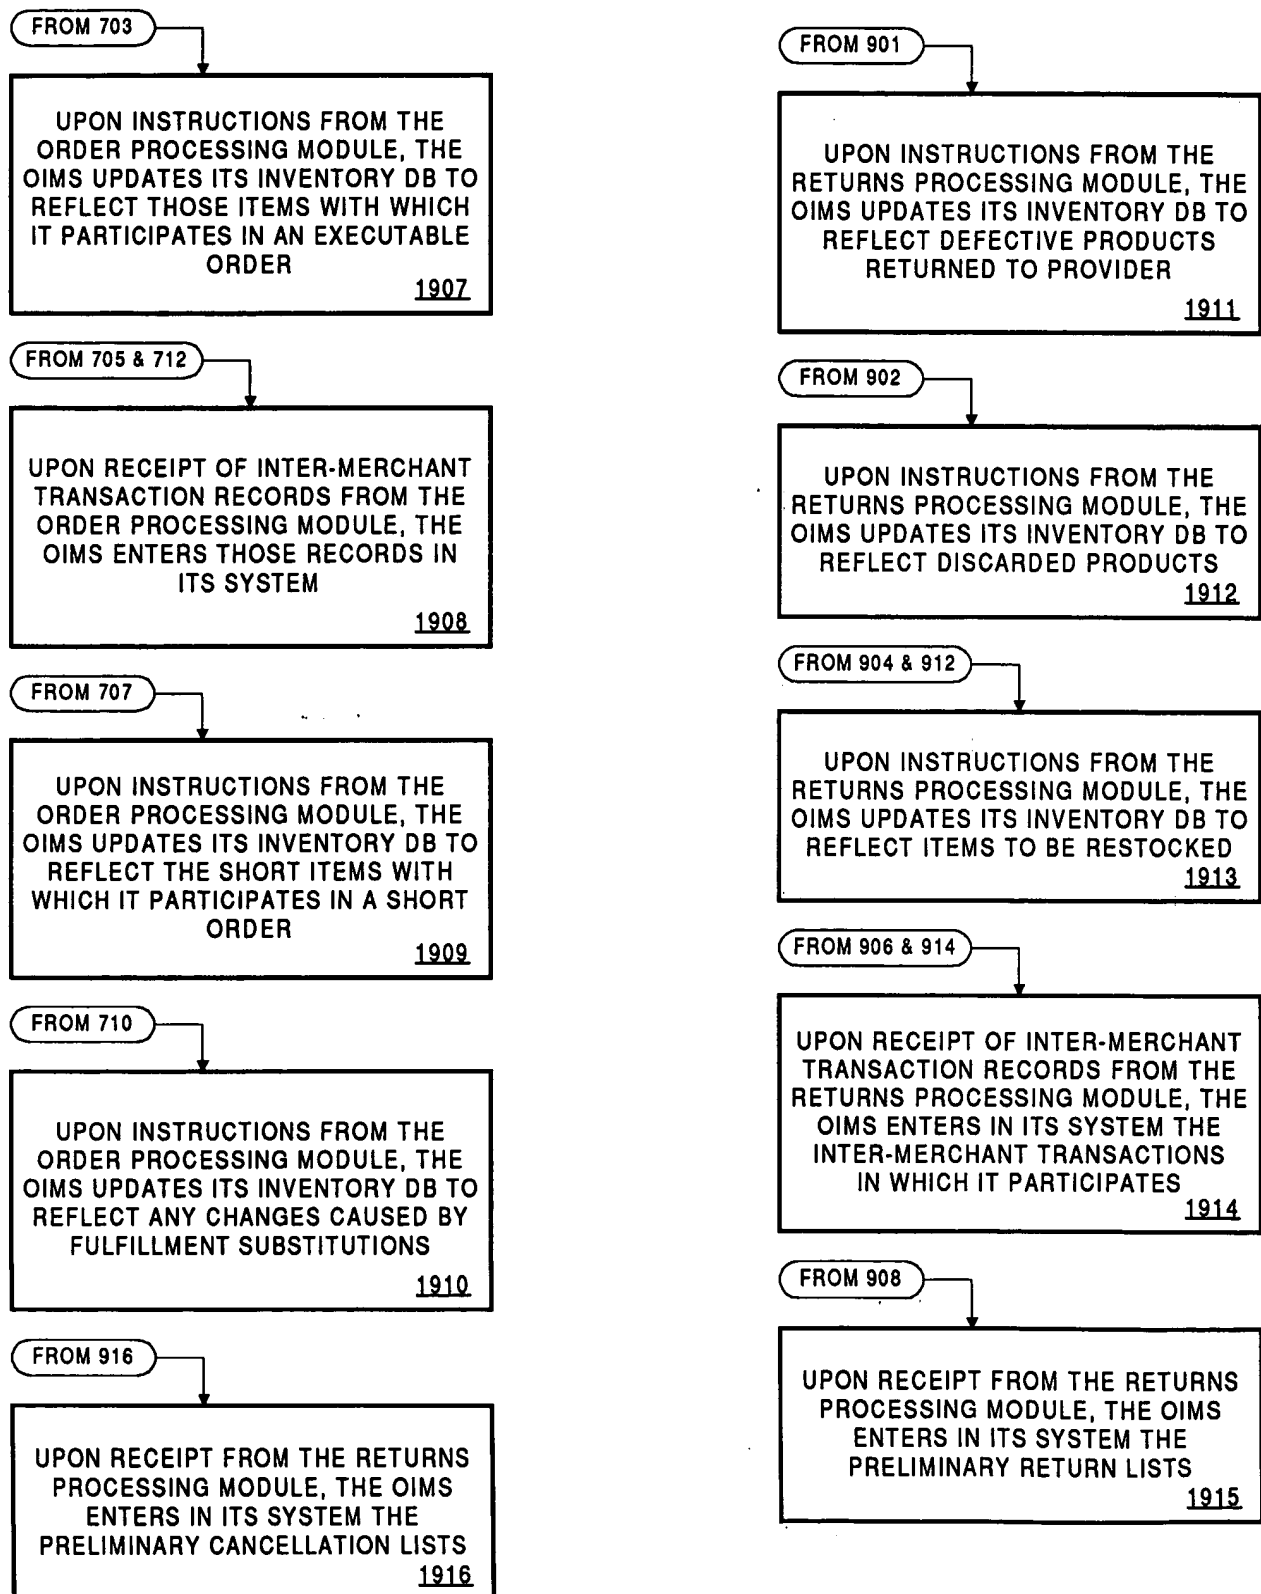 FROM 703
UPON INSTRUCTIONS FROM THE
ORDER PROCESSING MODULE, THE
OIMS UPDATES ITS INVENTORY DB TO
REFLECT THOSE ITEMS WITH WHICH
IT PARTICIPATES IN AN EXECUTABLE
ORDER
1907
FROM 705 & 712
UPON RECEIPT OF INTER-MERCHANT
TRANSACTION RECORDS FROM THE
ORDER PROCESSING MODULE, THE
OIMS ENTERS THOSE RECORDS IN
ITS SYSTEM
1908
FROM 707
UPON INSTRUCTIONS FROM THE
ORDER PROCESSING MODULE, THE
OIMS UPDATES ITS INVENTORY DB TO
REFLECT THE SHORT ITEMS WITH
WHICH IT PARTICIPATES IN A SHORT
ORDER
1909
FROM 710
UPON INSTRUCTIONS FROM THE
ORDER PROCESSING MODULE, THE
OIMS UPDATES ITS INVENTORY DB TO
REFLECT ANY CHANGES CAUSED BY
FULFILLMENT SUBSTITUTIONS
1910
FROM 916
UPON RECEIPT FROM THE RETURNS
PROCESSING MODULE, THE OIMS
ENTERS IN ITS SYSTEM THE
PRELIMINARY CANCELLATION LISTS
1916
FROM 901
UPON INSTRUCTIONS FROM THE
RETURNS PROCESSING MODULE, THE
OIMS UPDATES ITS INVENTORY DB TO
REFLECT DEFECTIVE PRODUCTS
RETURNED TO PROVIDER
1911
FROM 902
UPON INSTRUCTIONS FROM THE
RETURNS PROCESSING MODULE, THE
OIMS UPDATES ITS INVENTORY DB TO
REFLECT DISCARDED PRODUCTS
1912
FROM 904 & 912
UPON INSTRUCTIONS FROM THE
RETURNS PROCESSING MODULE, THE
OIMS UPDATES ITS INVENTORY DB TO
REFLECT ITEMS TO BE RESTOCKED
1913
FROM 906 & 914
UPON RECEIPT OF INTER-MERCHANT
TRANSACTION RECORDS FROM THE
RETURNS PROCESSING MODULE, THE
OIMS ENTERS IN ITS SYSTEM THE
INTER-MERCHANT TRANSACTIONS
IN WHICH IT PARTICIPATES
1914
FROM 908
UPON RECEIPT FROM THE RETURNS
PROCESSING MODULE, THE OIMS
ENTERS IN ITS SYSTEM THE
PRELIMINARY RETURN LISTS
1915